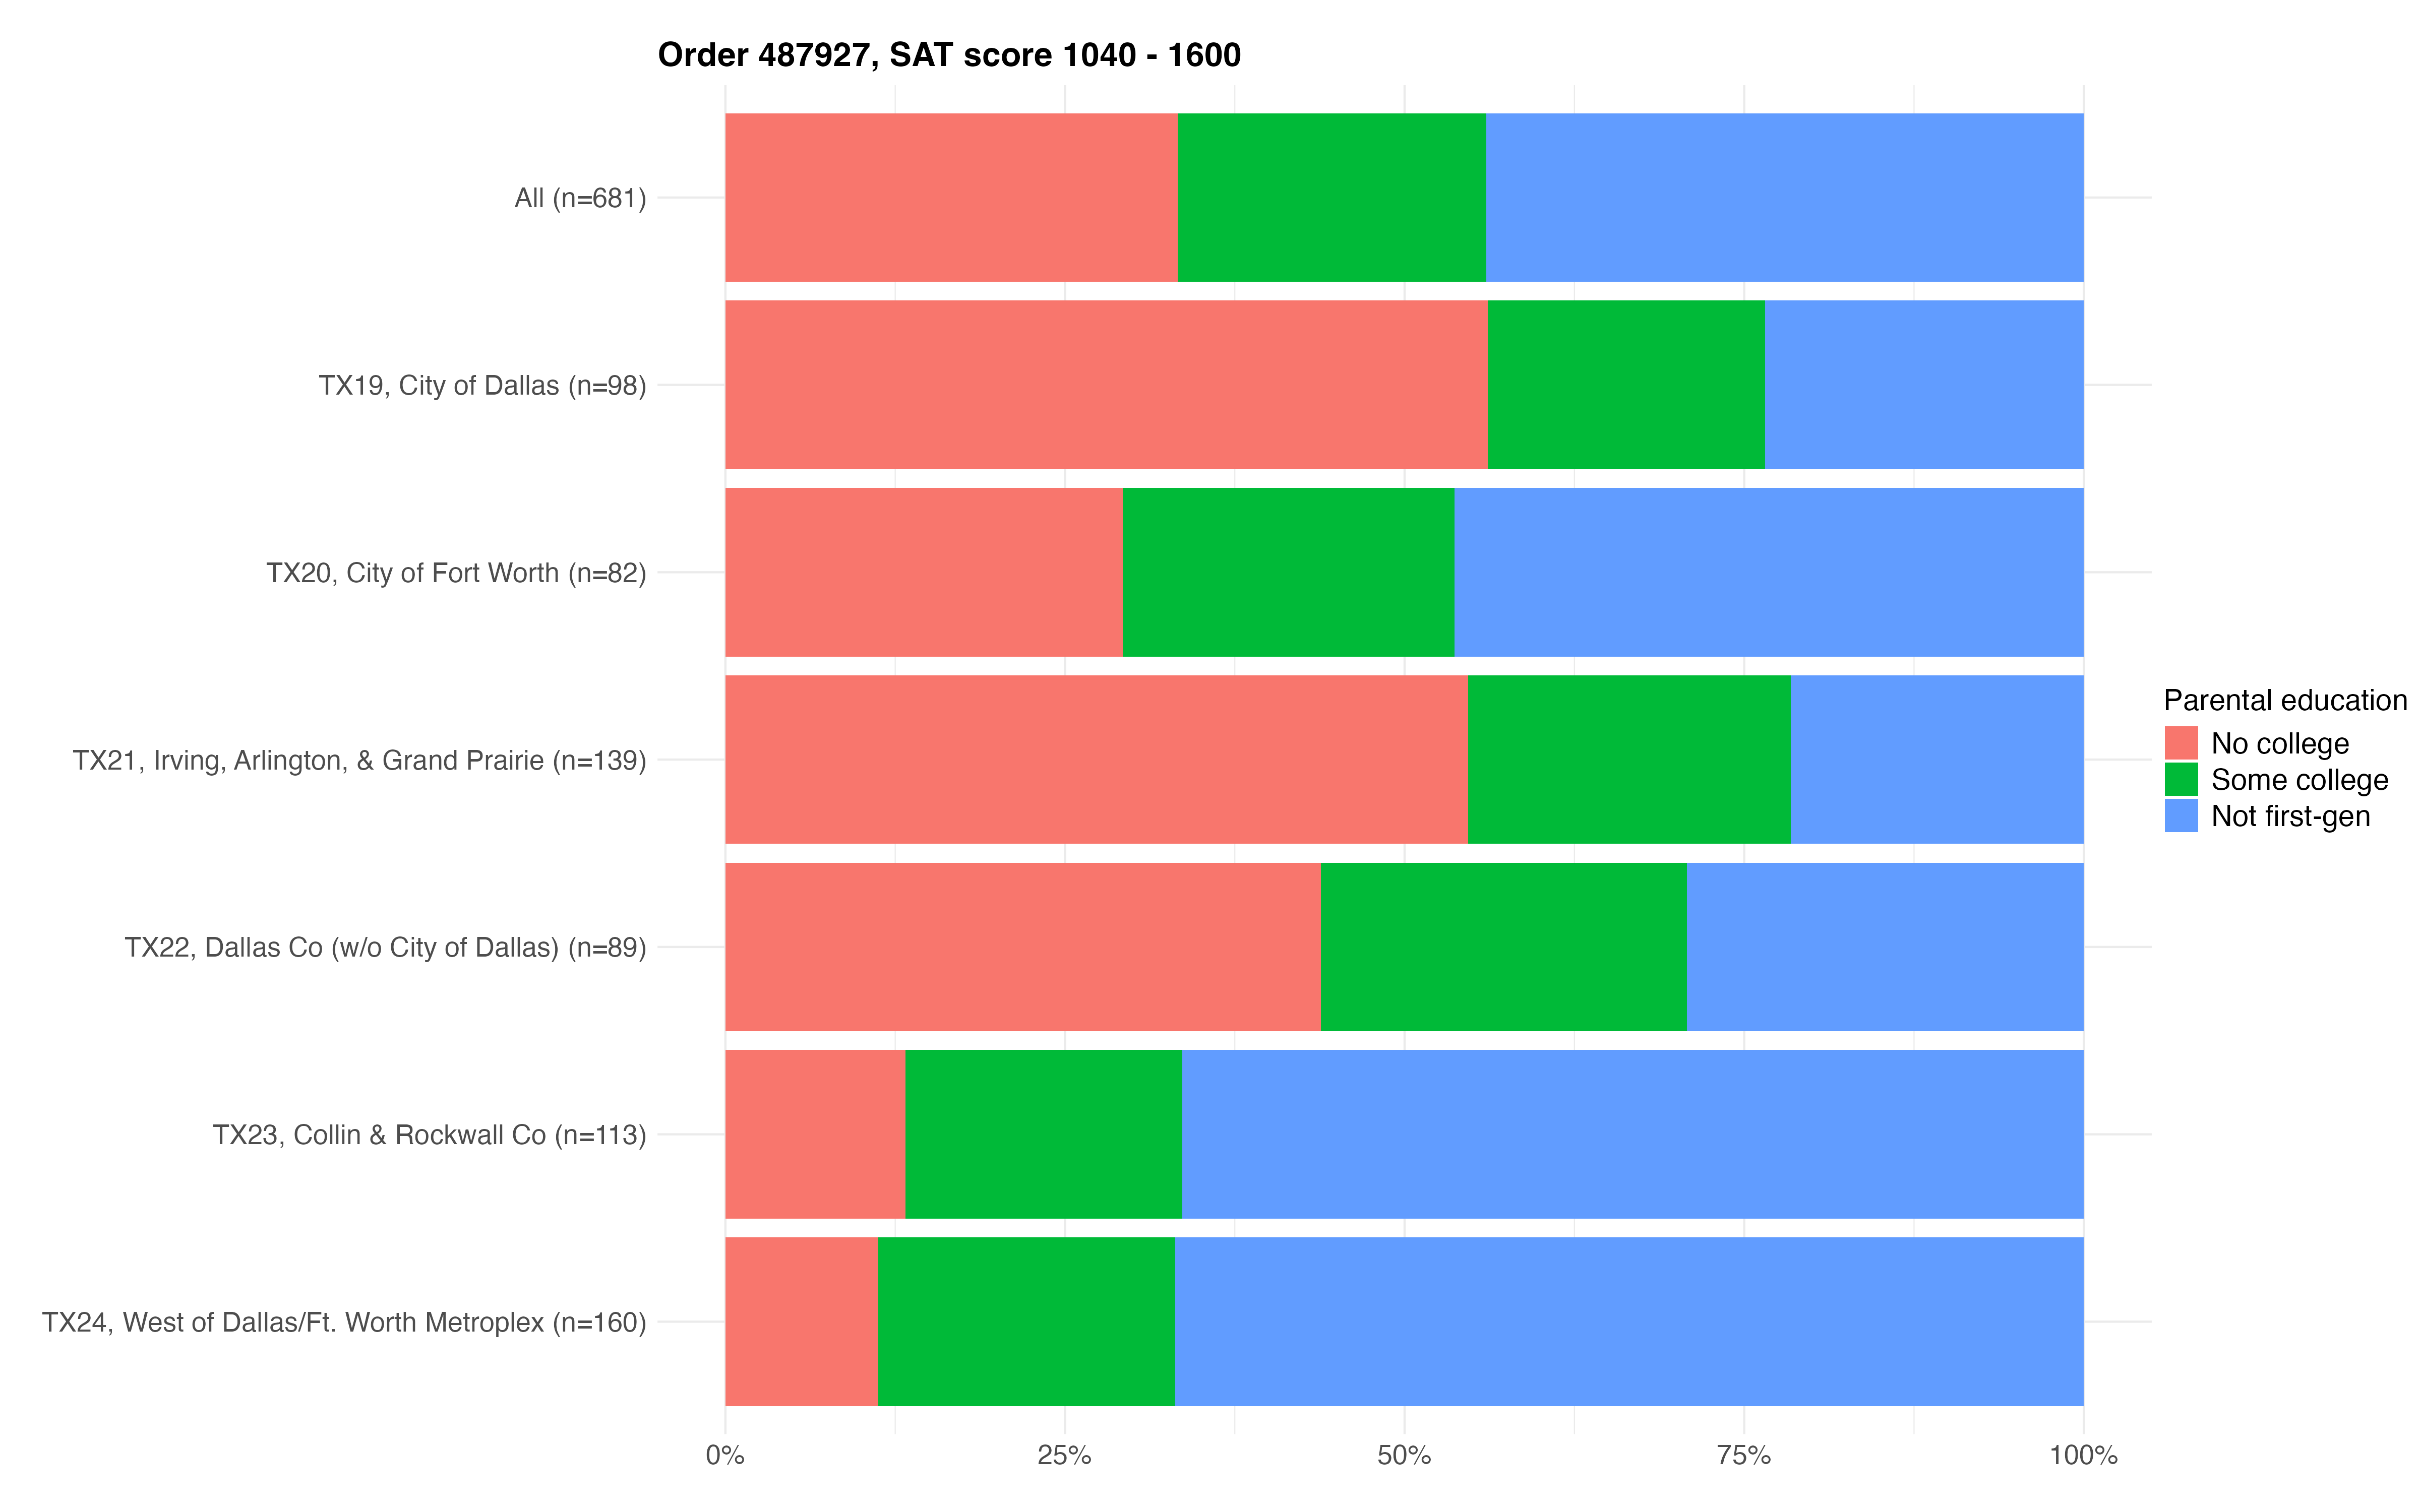 Order 487927, SAT score 1040 - 1600
All (n=681)
TX19, City of Dallas (n=98)
TX20, City of Fort Worth (n=82)
TX21, Irving, Arlington, & Grand Prairie (n=139)
TX22, Dallas Co (w/o City of Dallas) (n=89)
TX23, Collin & Rockwall Co (n=113)
TX24, West of Dallas/Ft. Worth Metroplex (n=160)
0% 25% 50% 75% 100%
Parental education
No college
Some college
Not first-gen